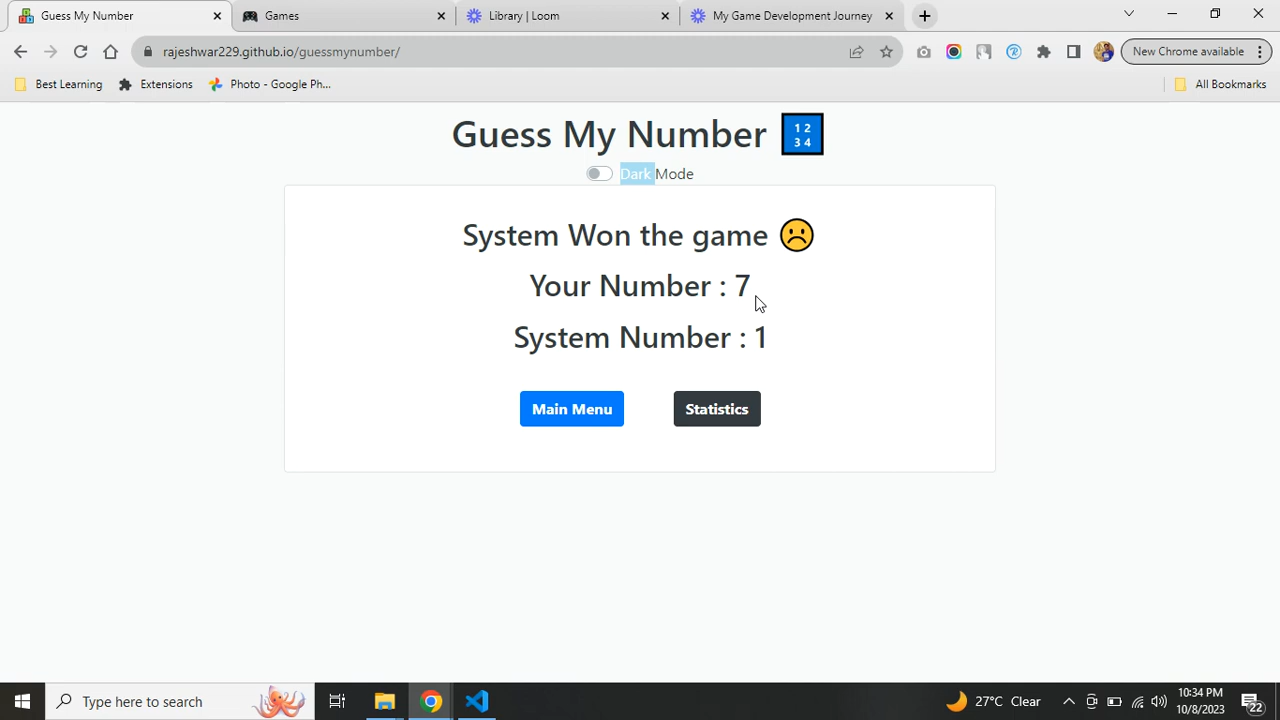 Guess My Number
Games
Library | Loom
My Game Development Journey
rajeshwar229.github.io/guessmynumber/
New Chrome available
Best Learning
Extensions
Photo - Google Ph...
All Bookmarks
Guess My Number 1 2 3 4
Dark Mode
System Won the game
Your Number : 7
System Number : 1
Main Menu
Statistics
Type here to search
27°C Clear
10:34 PM
10/8/2023
22